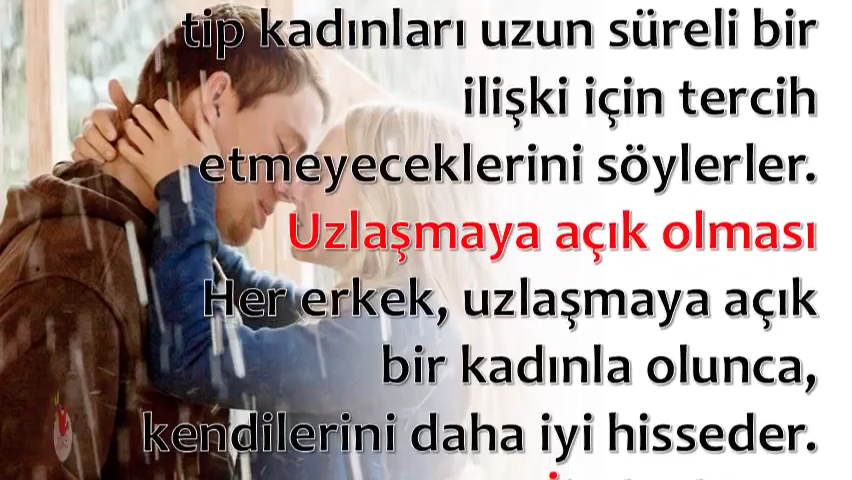 tip kadınları uzun süreli bir
ilişki için tercih
etmeyeceklerini söylerler.
Uzlaşmaya açık olması
Her erkek, uzlaşmaya açık
bir kadınla olunca,
kendilerini daha iyi hisseder.